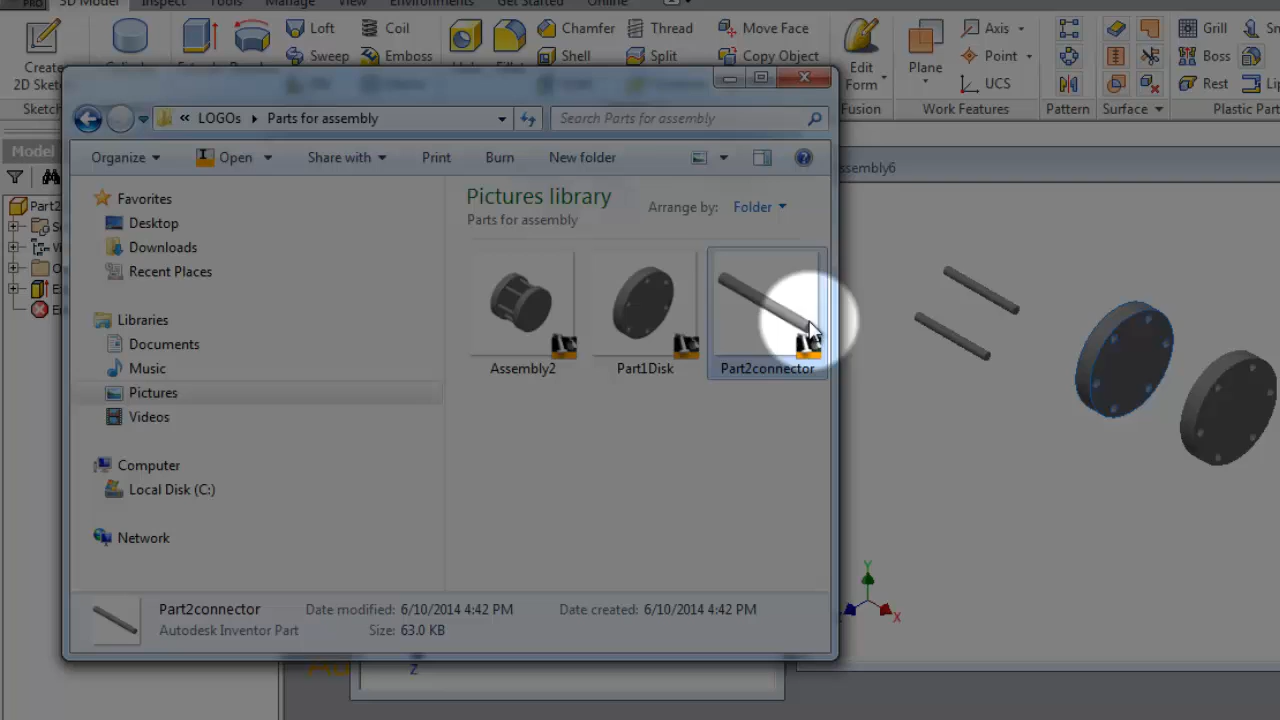 PRO 3D Model Inspect Tools Manage View Environments Get Started Online
Create
2D Sketch
Loft
Coil
Sweep
Emboss
Chamfer
Thread
Move Face
Shell
Split
Copy Object
Edit
Form
Plane
Axis
Point
UCS
Work Features
Pattern
Surface
Grill
Boss
Rest
Plastic Part
Model
Part2
LOGOs
Parts for assembly
Search Parts for assembly
Organize
Open
Share with
Print
Burn
New folder
Favorites
Desktop
Downloads
Recent Places
Libraries
Documents
Music
Pictures
Videos
Computer
Local Disk (C:)
Network
Pictures library
Parts for assembly
Arrange by: Folder
Assembly2
Part1Disk
Part2connector
Part2connector
Autodesk Inventor Part
Date modified: 6/10/2014 4:42 PM
Size: 63.0 KB
Date created: 6/10/2014 4:42 PM
ssembly6
Y
X
Z